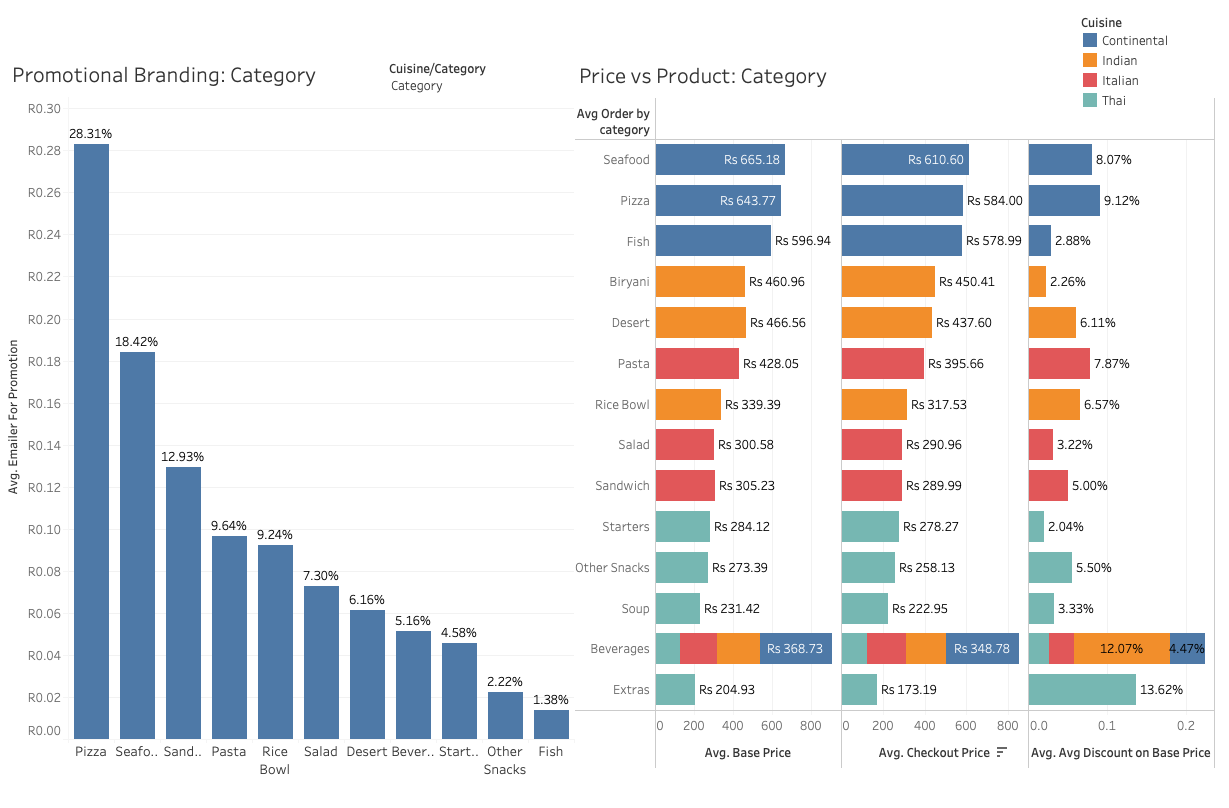 Promotional Branding: Category
Cuisine/Category
Category
Avg. Emailer For Promotion
R0.30
R0.28
R0.26
R0.24
R0.22
R0.20
R0.18
R0.16
R0.14
R0.12
R0.10
R0.08
R0.06
R0.04
R0.02
R0.00
28.31%
18.42%
12.93%
9.64%
9.24%
7.30%
6.16%
5.16%
4.58%
2.22%
1.38%
Pizza
Seafo..
Sand..
Pasta
Rice
Bowl
Salad
Desert
Bever..
Start..
Other
Snacks
Fish
Cuisine
Continental
Indian
Italian
Thai
Price vs Product: Category
Avg Order by
category
Seafood Rs 665.18 Rs 610.60 8.07%
Pizza Rs 643.77 Rs 584.00 9.12%
Fish Rs 596.94 Rs 578.99 2.88%
Biryani Rs 460.96 Rs 450.41 2.26%
Desert Rs 466.56 Rs 437.60 6.11%
Pasta Rs 428.05 Rs 395.66 7.87%
Rice Bowl Rs 339.39 Rs 317.53 6.57%
Salad Rs 300.58 Rs 290.96 3.22%
Sandwich Rs 305.23 Rs 289.99 5.00%
Starters Rs 284.12 Rs 278.27 2.04%
Other Snacks Rs 273.39 Rs 258.13 5.50%
Soup Rs 231.42 Rs 222.95 3.33%
Beverages Rs 368.73 Rs 348.78 12.07% 4.47%
Extras Rs 204.93 Rs 173.19 13.62%
0 200 400 600 800 0 200 400 600 800 0.0 0.1 0.2
Avg. Base Price Avg. Checkout Price Avg. Avg Discount on Base Price